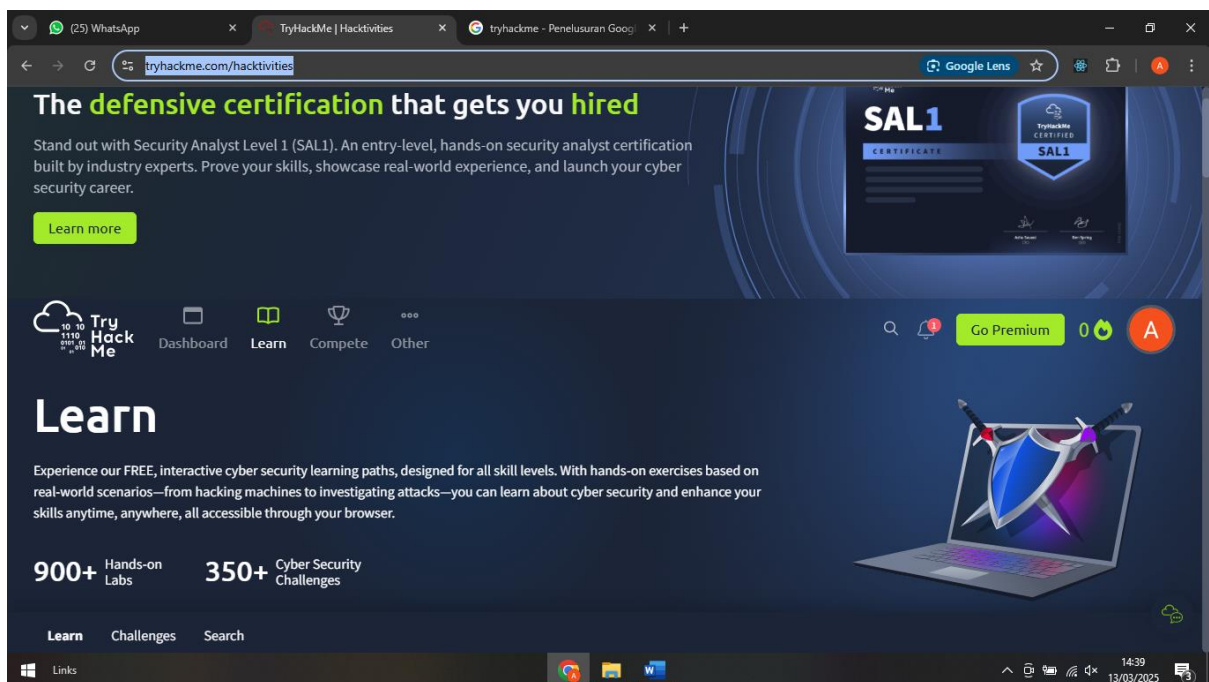 (25) WhatsApp
TryHackMe | Hacktivities
tryhackme - Penelusuran Goog
tryhackme.com/hacktivities
Google Lens
A
The defensive certification that gets you hired
Stand out with Security Analyst Level 1 (SAL1). An entry-level, hands-on security analyst certification
built by industry experts. Prove your skills, showcase real-world experience, and launch your cyber
security career.
Learn more
Me
SAL1
CERTIFICATE
TryHackMe
CERTIFIED
SAL1
Try
Hack
Me
Dashboard
Learn
Compete
Other
1
Go Premium
0
A
Learn
Experience our FREE, interactive cyber security learning paths, designed for all skill levels. With hands-on exercises based on
real-world scenarios—from hacking machines to investigating attacks—you can learn about cyber security and enhance your
skills anytime, anywhere, all accessible through your browser.
900+ Hands-on
Labs
350+ Cyber Security
Challenges
Learn Challenges Search
Links
14:39
13/03/2025
3